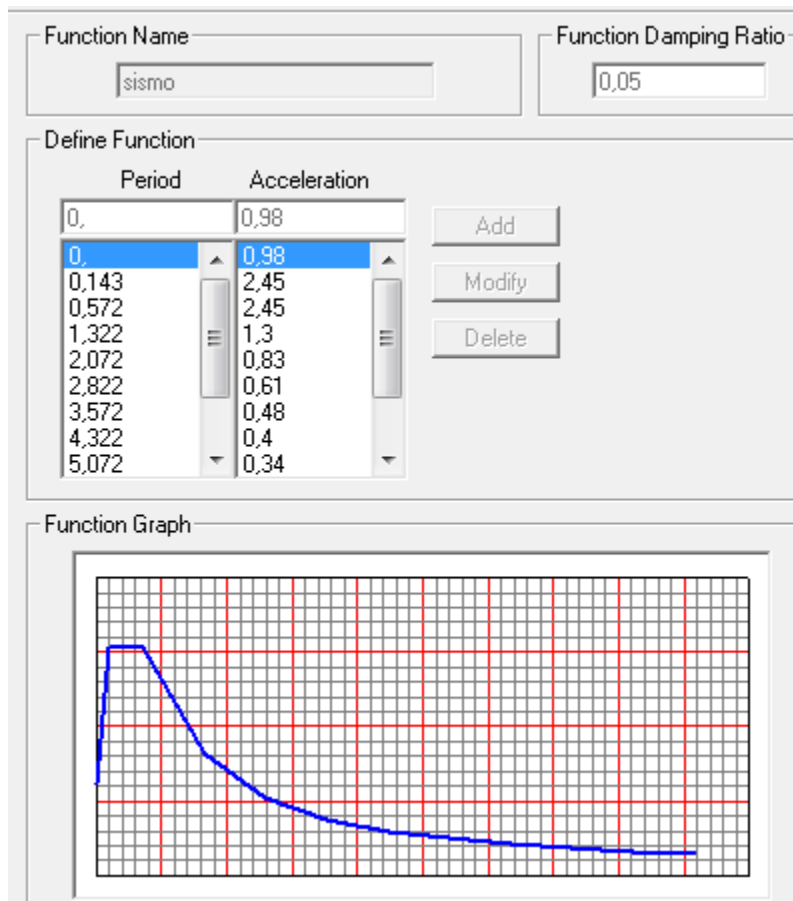 Function Name
Function Damping Ratio
sismo
0,05
Define Function
Period Acceleration
0, 0,98
Add
0, 0,98
0,143 2,45
Modify
0,572 2,45
1,322 1,3
Delete
2,072 0,83
2,822 0,61
3,572 0,48
4,322 0,4
5,072 0,34
Function Graph